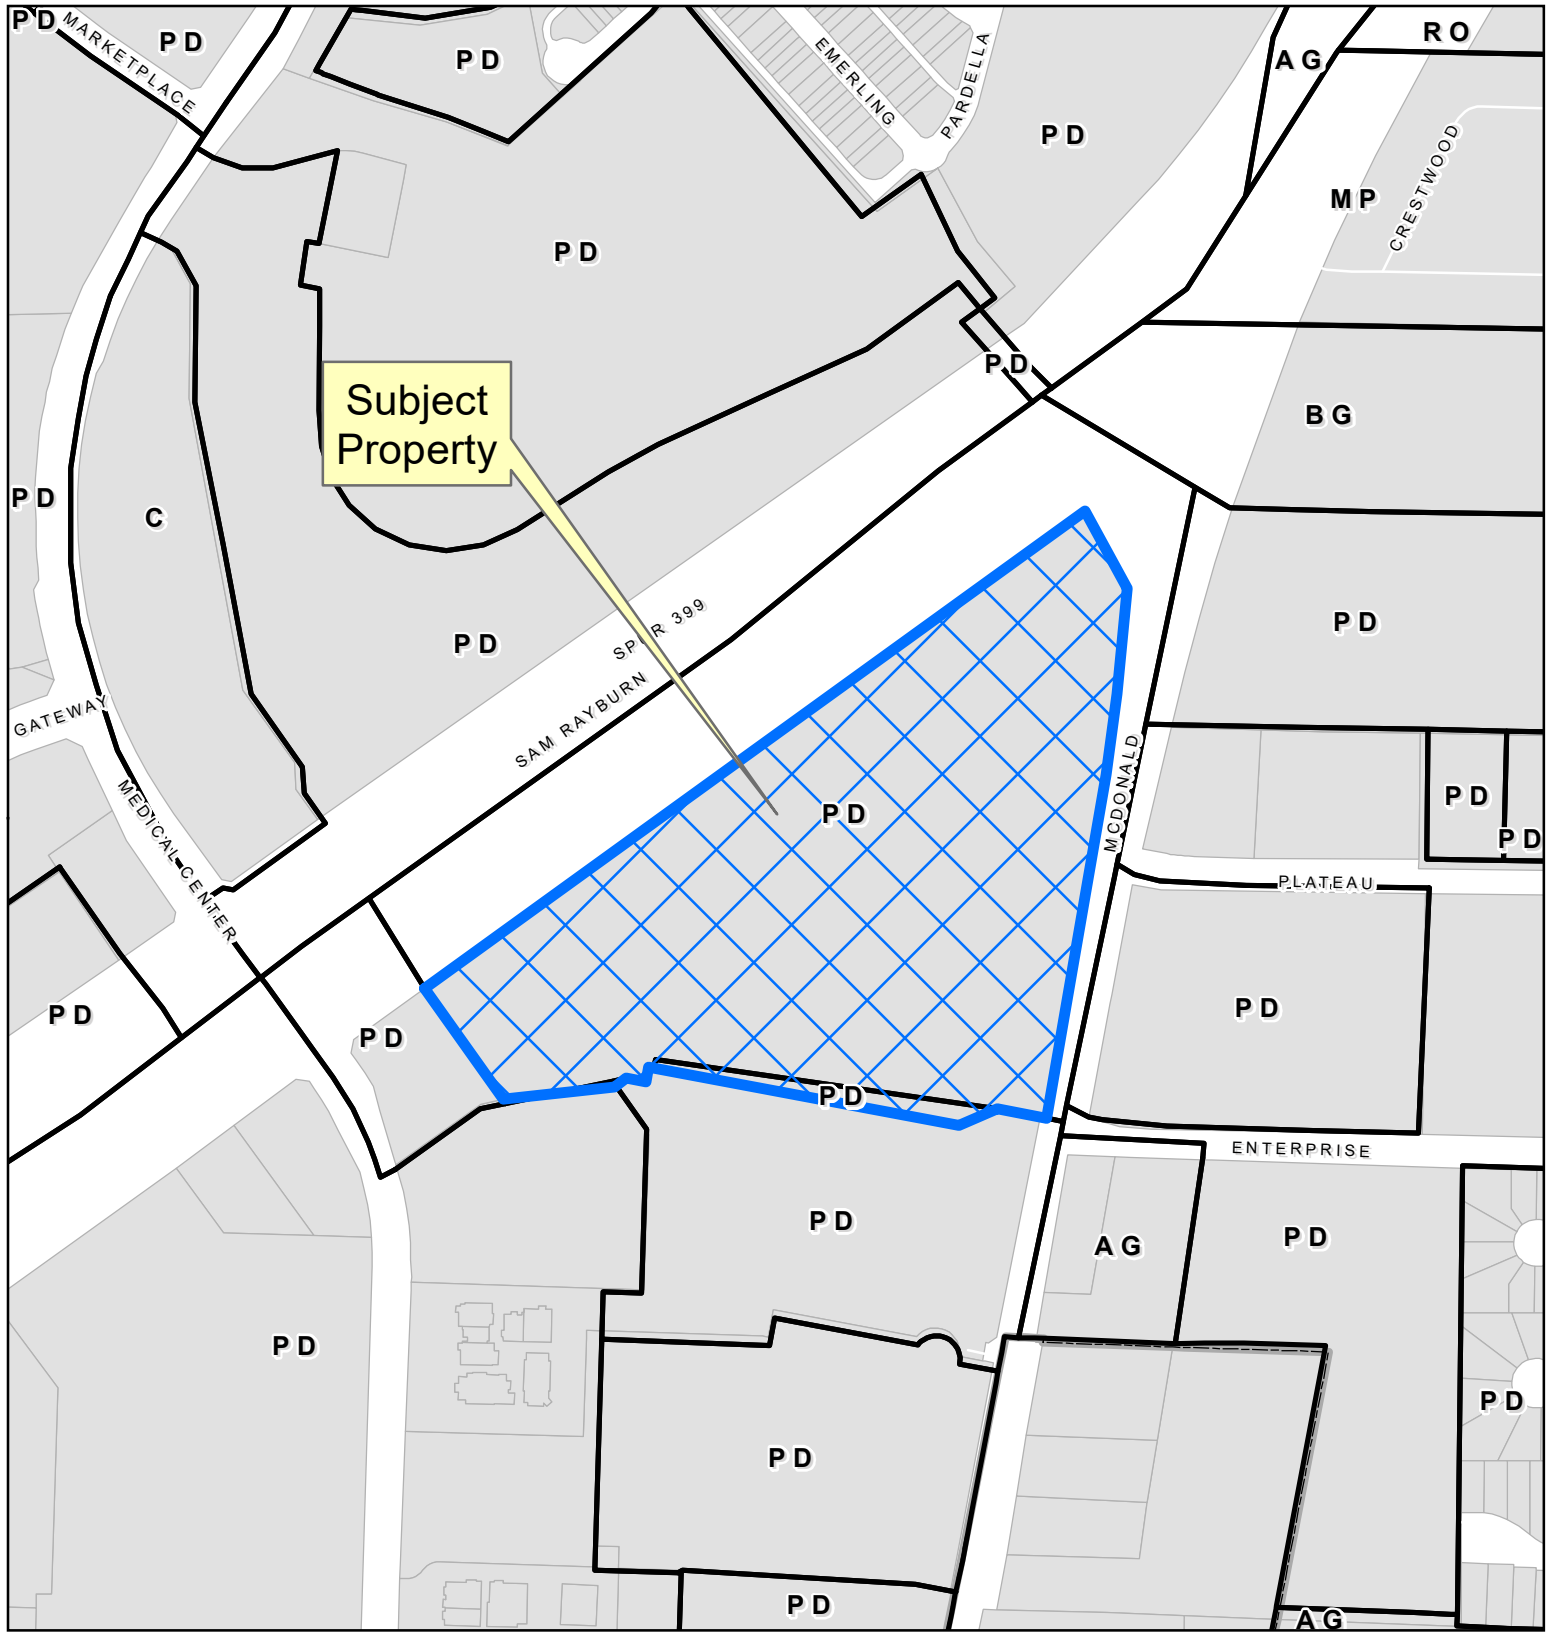 PD
MARKETPLACE
PD
PD
EMERLING
PARDELLA
PD
AG
RO
MP
CRESTWOOD
PD
PD
BG
Subject
Property
PD
C
SPUR 399
PD
SAM RAYBURN
PD
GATEWAY
MEDICAL CENTER
MCDONALD
PD
PD
PD
PLATEAU
PD
PD
PD
PD
ENTERPRISE
PD
AG
PD
PD
PD
PD
PD
AG